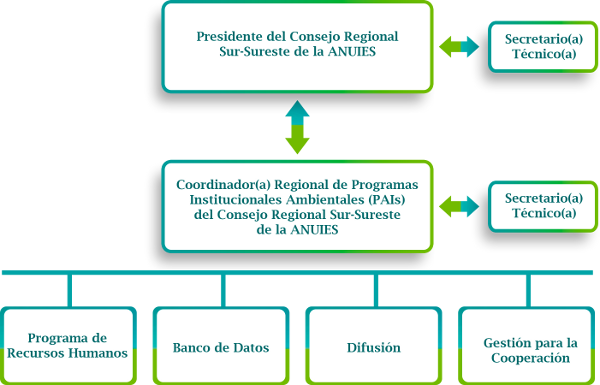 Presidente del Consejo Regional
Sur-Sureste de la ANUIES
Secretario(a)
Técnico(a)
Coordinador(a) Regional de Programas
Institucionales Ambientales (PAIs)
del Consejo Regional Sur-Sureste
de la ANUIES
Secretario(a)
Técnico(a)
Programa de
Recursos Humanos
Banco de Datos
Difusión
Gestión para la
Cooperación